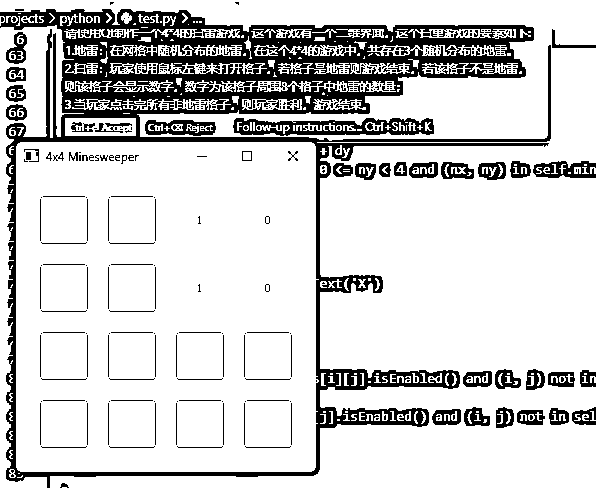 projects > python > test.py > ...
请使用Qt制作一个4*4的扫雷游戏，这个游戏有一个二维界面，这个扫雷游戏的要素如下:
6
1.地雷：在网格中随机分布的地雷，在这个4*4的游戏中，共存在3个随机分布的地雷。
63
2.扫雷：玩家使用鼠标左键来打开格子，若格子是地雷则游戏结束，若该格子不是地雷，
64
则该格子会显示数字，数字为该格子周围8个格子中地雷的数量；
65
3.当玩家点击完所有非地雷格子，则玩家胜利，游戏结束。
66
Ctrl+⏎ Accept Ctrl+⌫ Reject Follow-up instructions... Ctrl+Shift+K
67
+ dy
4x4 Minesweeper
0 <= ny < 4 and (nx, ny) in self.min
1 0
1 0
Text('X')
s[i][j].isEnabled() and (i, j) not in
[j].isEnabled() and (i, j) not in sel